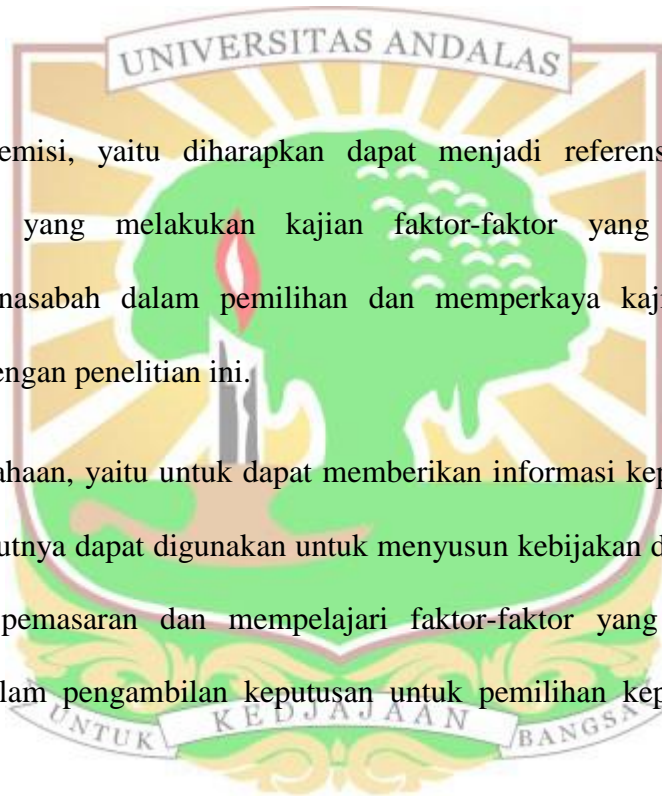 UNIVERSITAS ANDALAS
emisi, yaitu diharapkan dapat menjadi referens
yang melakukan kajian faktor-faktor yang
nasabah dalam pemilihan dan memperkaya kaji
engan penelitian ini.
ahaan, yaitu untuk dapat memberikan informasi kep
utnya dapat digunakan untuk menyusun kebijakan d
pemasaran dan mempelajari faktor-faktor yang
lam pengambilan keputusan untuk pemilihan kep
UNTUK KEDJAJAAN BANGSA